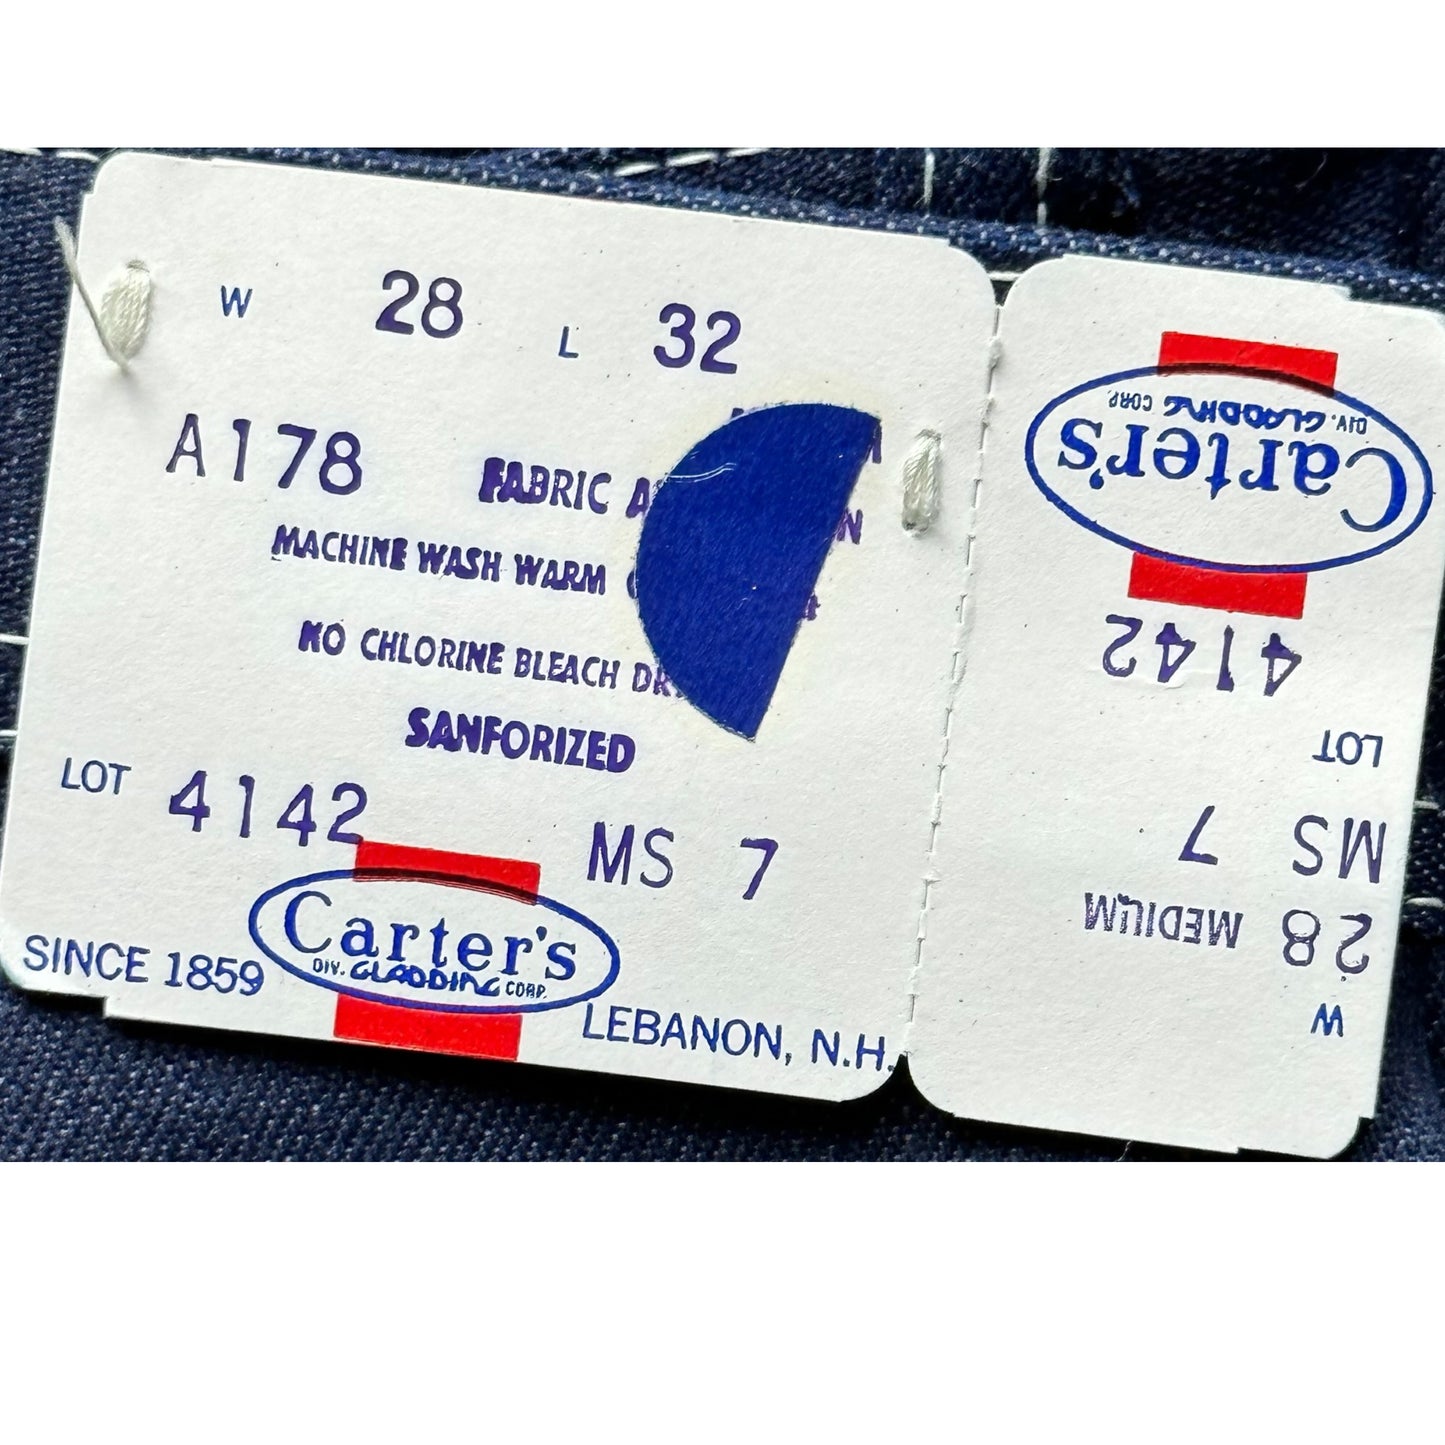 W 28 L 32
A178 FABRIC
MACHINE WASH WARM
NO CHLORINE BLEACH
SANFORIZED
LOT 4142 MS 7
Carter's
DIV. GLADDING CORP.
SINCE 1859
LEBANON, N.H.
Carter's
DIV. GLADDING CORP.
4142
LOT
MS 7
28 MEDIUM
W